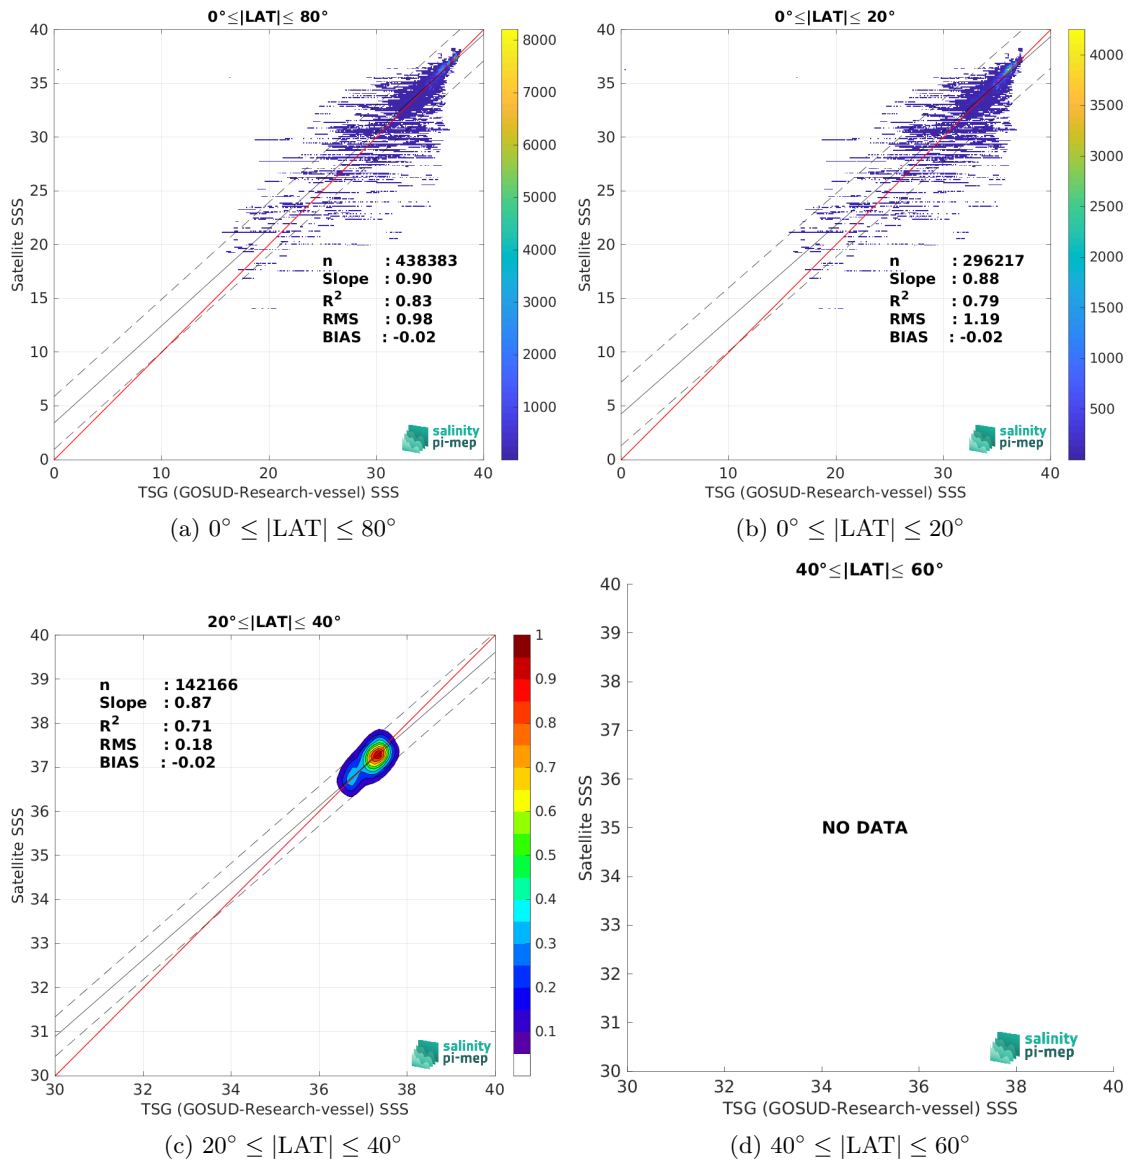 0°≤|LAT|≤ 80°
40
35
30
25
20
15
10
5
0
0
10
20
30
40
Satellite SSS
TSG (GOSUD-Research-vessel) SSS
n : 438383
Slope : 0.90
R² : 0.83
RMS : 0.98
BIAS : -0.02
salinity
pi-mep
8000
7000
6000
5000
4000
3000
2000
1000
(a) 0° ≤ |LAT| ≤ 80°
0°≤|LAT|≤ 20°
40
35
30
25
20
15
10
5
0
0
10
20
30
40
Satellite SSS
TSG (GOSUD-Research-vessel) SSS
n : 296217
Slope : 0.88
R² : 0.79
RMS : 1.19
BIAS : -0.02
salinity
pi-mep
4000
3500
3000
2500
2000
1500
1000
500
(b) 0° ≤ |LAT| ≤ 20°
20°≤|LAT|≤ 40°
40
39
38
37
36
35
34
33
32
31
30
30
32
34
36
38
40
Satellite SSS
TSG (GOSUD-Research-vessel) SSS
n : 142166
Slope : 0.87
R² : 0.71
RMS : 0.18
BIAS : -0.02
salinity
pi-mep
1
0.9
0.8
0.7
0.6
0.5
0.4
0.3
0.2
0.1
(c) 20° ≤ |LAT| ≤ 40°
40°≤|LAT|≤ 60°
40
39
38
37
36
35
34
33
32
31
30
30
32
34
36
38
40
Satellite SSS
TSG (GOSUD-Research-vessel) SSS
NO DATA
salinity
pi-mep
(d) 40° ≤ |LAT| ≤ 60°